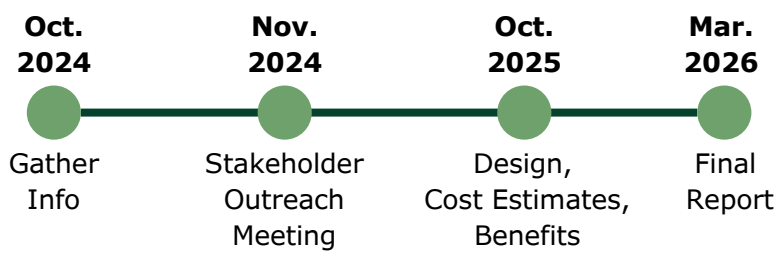 Oct.
2024
Nov.
2024
Oct.
2025
Mar.
2026
Gather
Info
Stakeholder
Outreach
Meeting
Design,
Cost Estimates,
Benefits
Final
Report